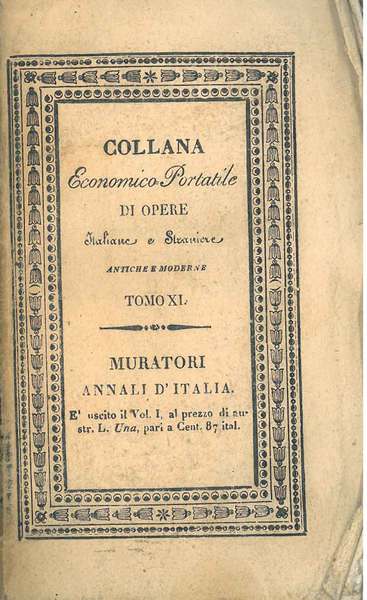 COLLANA
Economico-Portatile
DI OPERE
Italiane e Straniere
ANTICHE E MODERNE
TOMO XL.
MURATORI
ANNALI D'ITALIA.
E' uscito il Vol. I, al prezzo di au-
str. L. Una, pari a Cent. 87 ital.